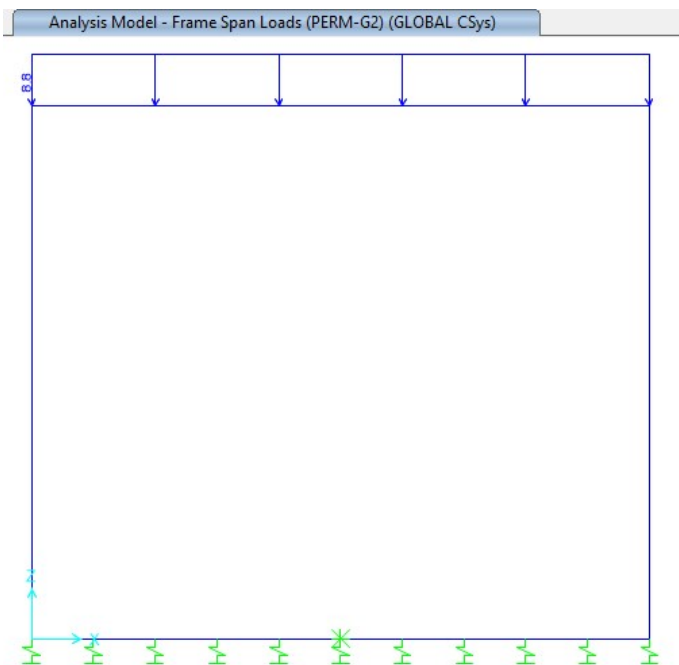 Analysis Model - Frame Span Loads (PERM-G2) (GLOBAL CSys)
8.8
Z
X